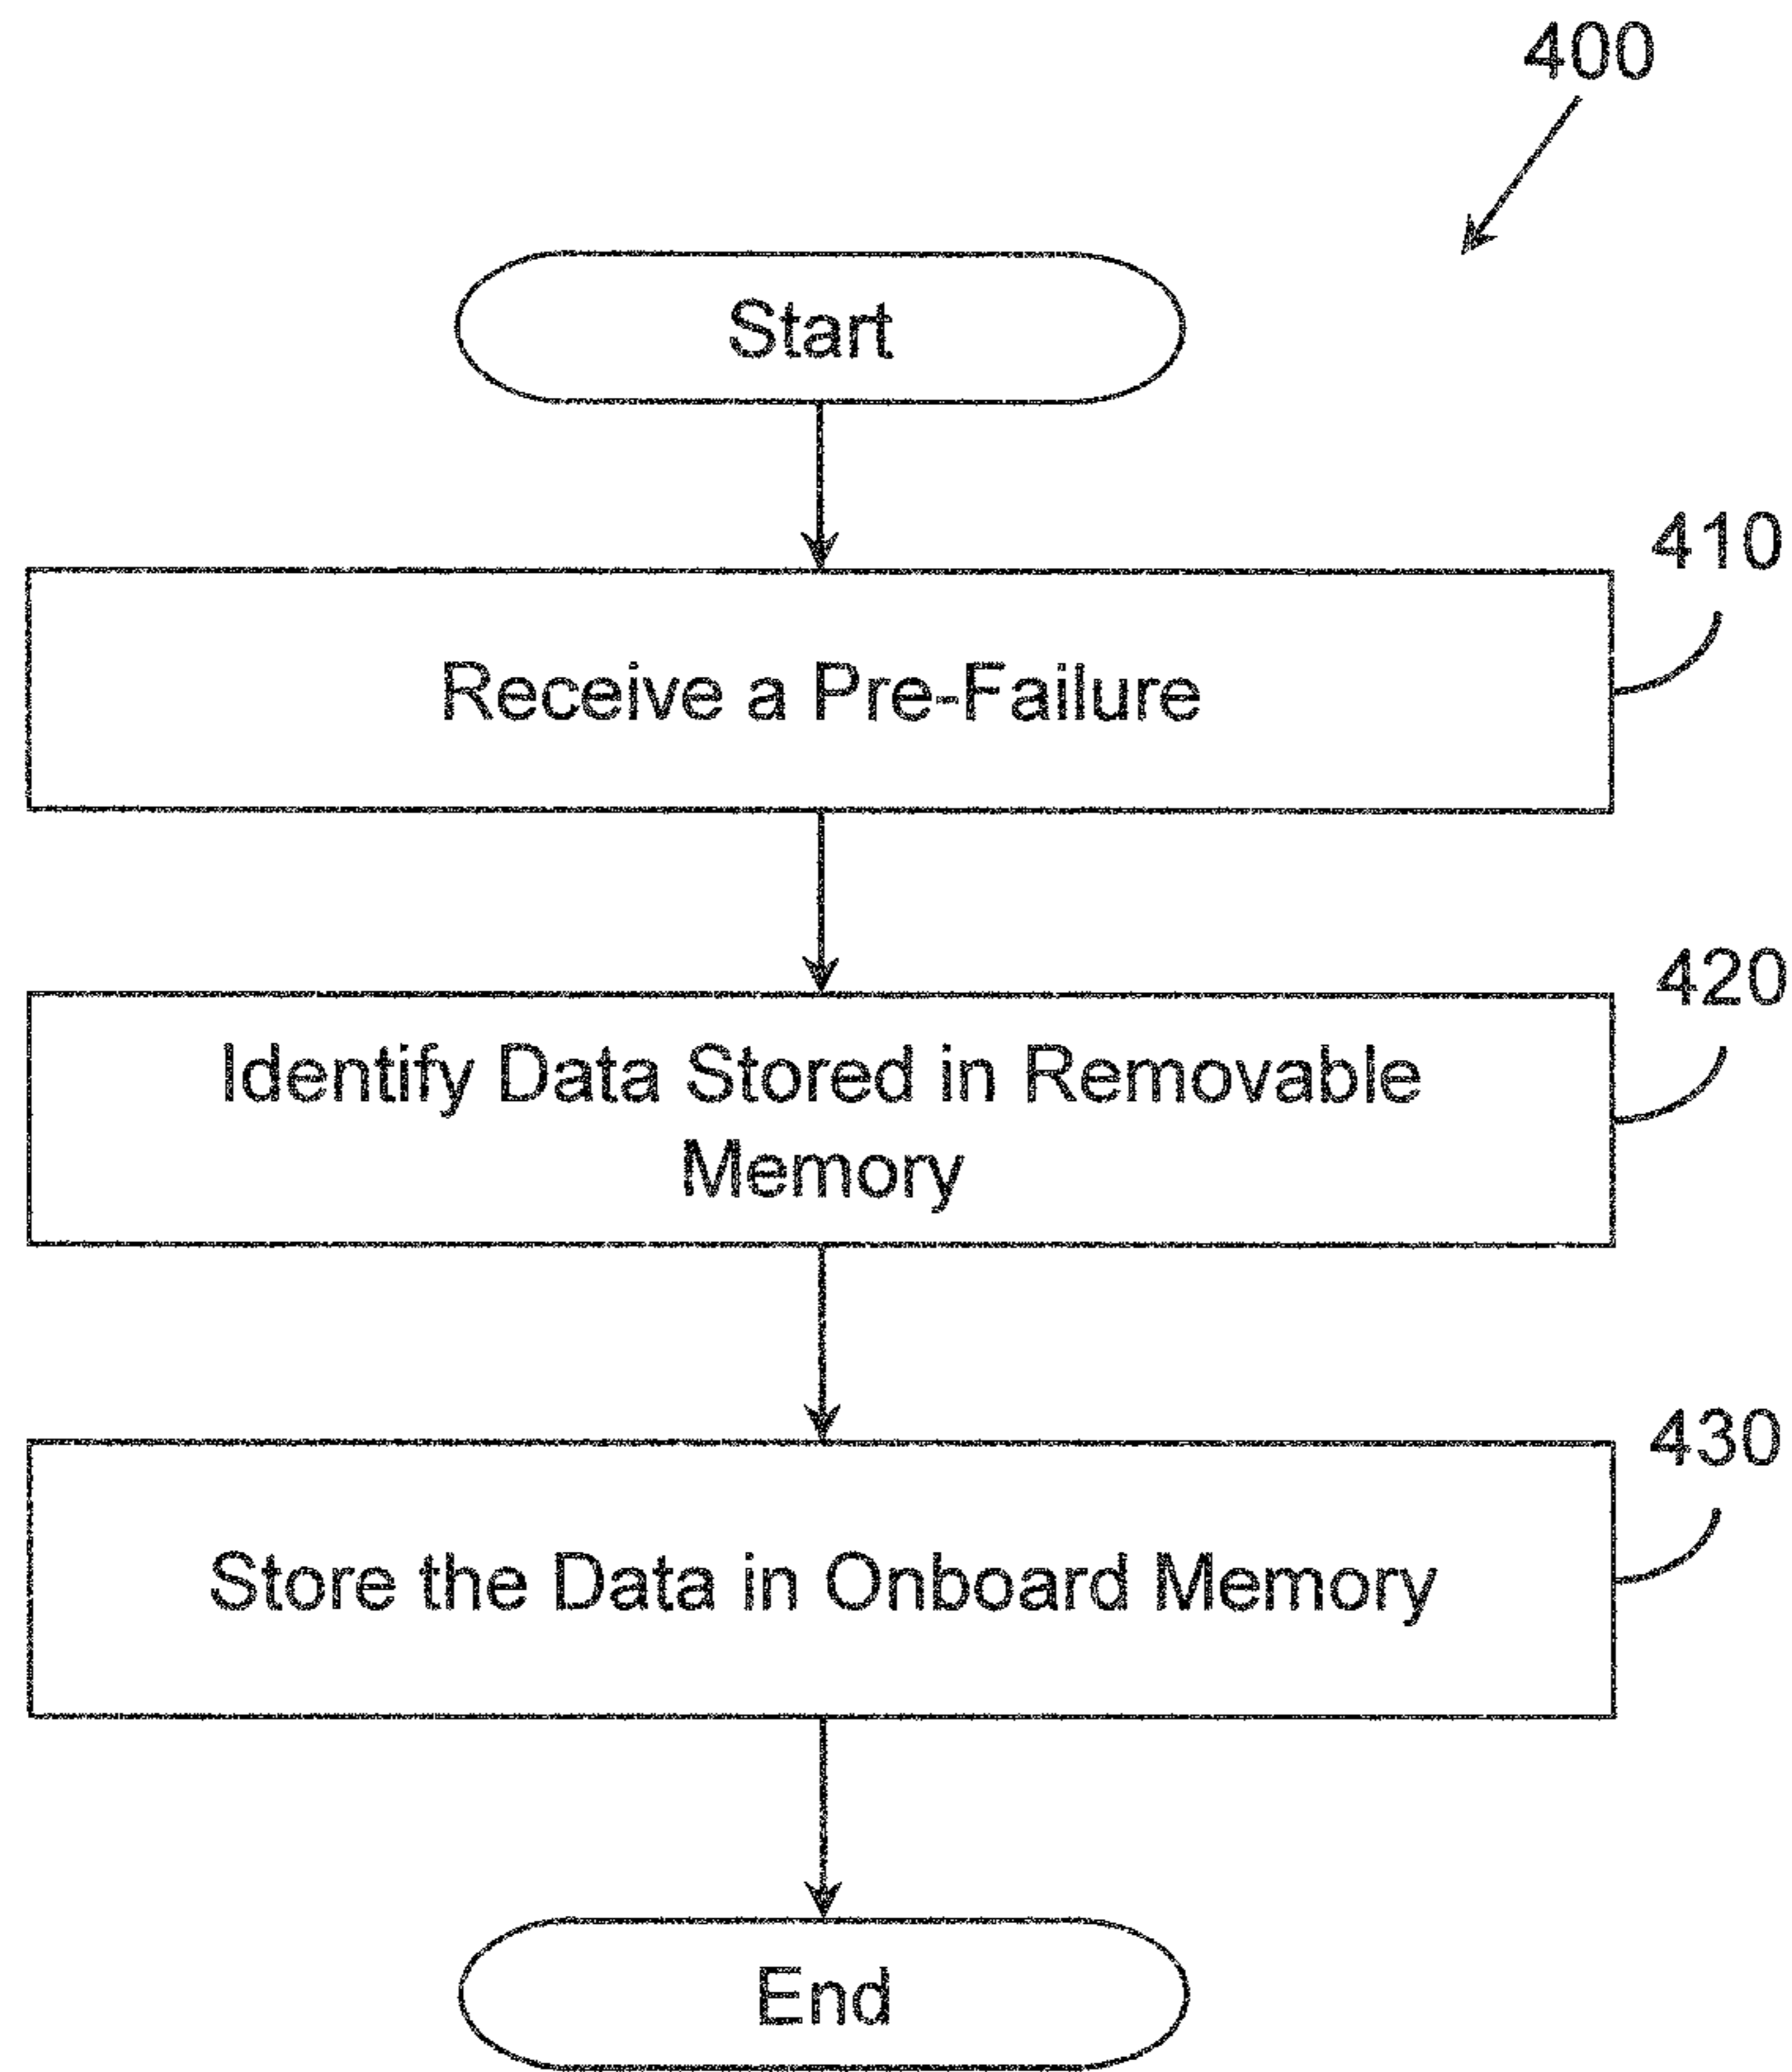 400
Start
410
Receive a Pre-Failure
420
Identify Data Stored in Removable
Memory
430
Store the Data in Onboard Memory
End